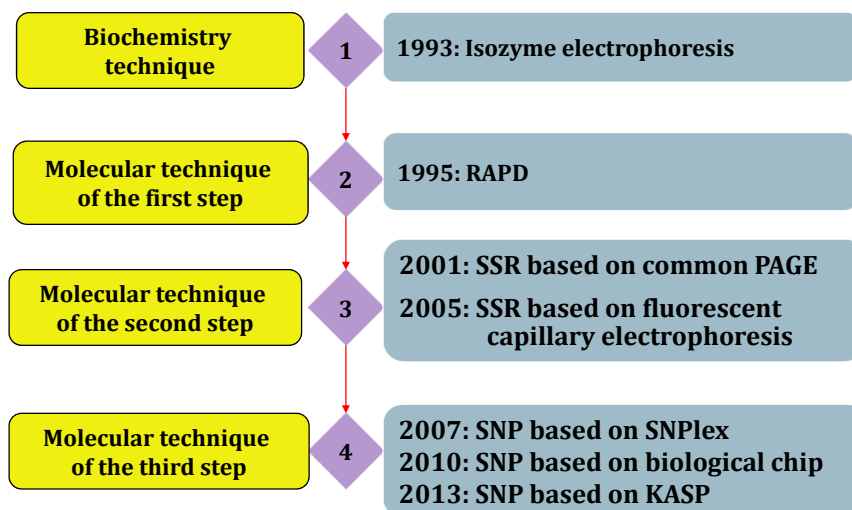 Biochemistry
technique
1
1993: Isozyme electrophoresis
Molecular technique
of the first step
2
1995: RAPD
Molecular technique
of the second step
3
2001: SSR based on common PAGE
2005: SSR based on fluorescent
capillary electrophoresis
Molecular technique
of the third step
4
2007: SNP based on SNPlex
2010: SNP based on biological chip
2013: SNP based on KASP